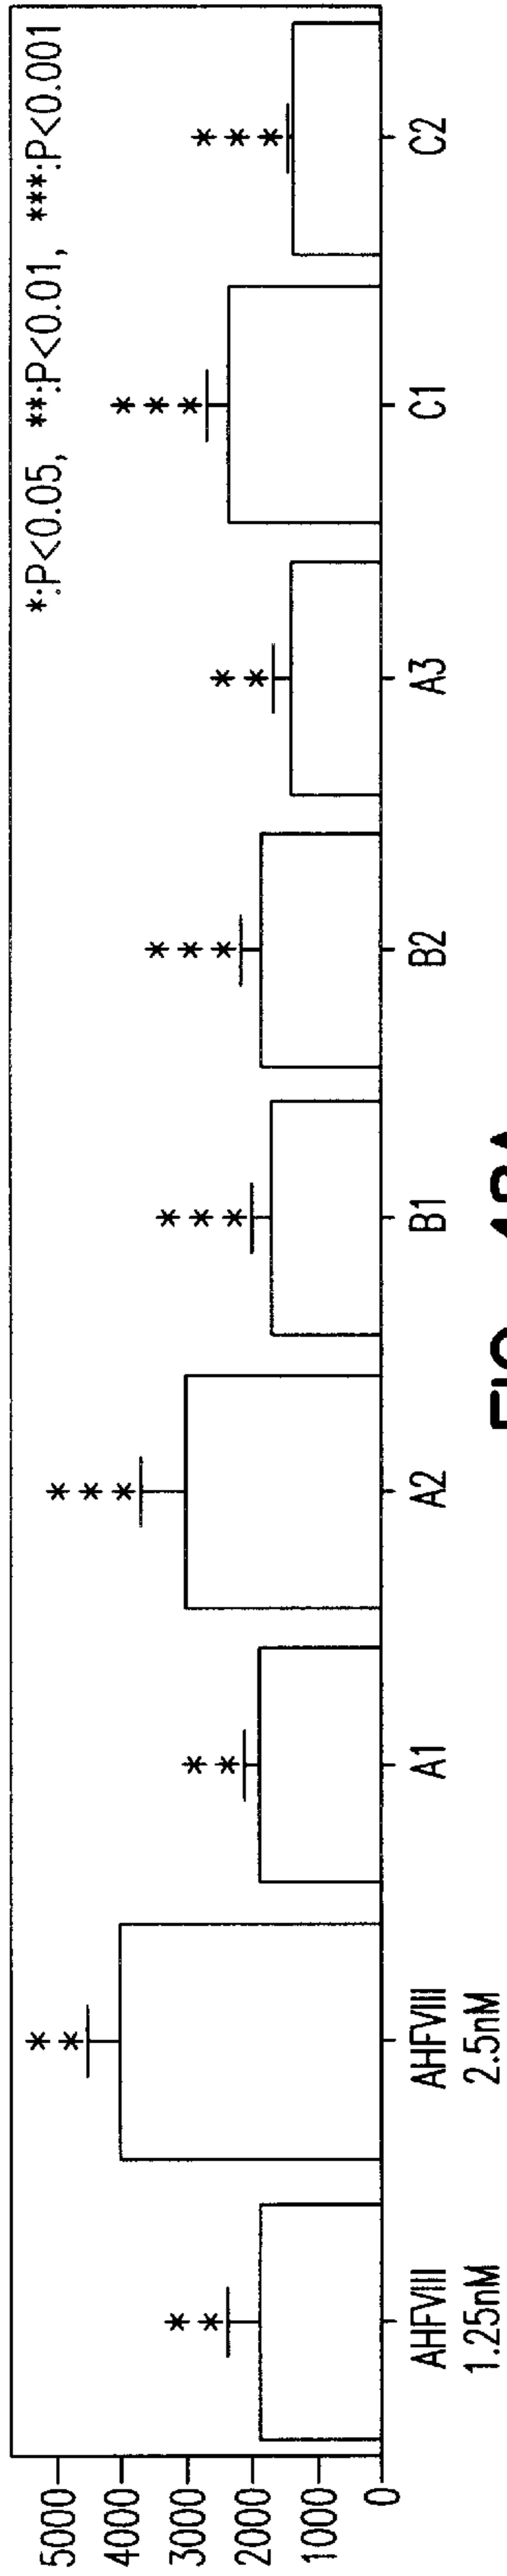 *:P<0.05, **:P<0.01, ***:P<0.001
5000
4000
3000
2000
1000
0
AHFVIII 1.25nM
AHFVIII 2.5nM
A1
A2
B1
B2
A3
C1
C2